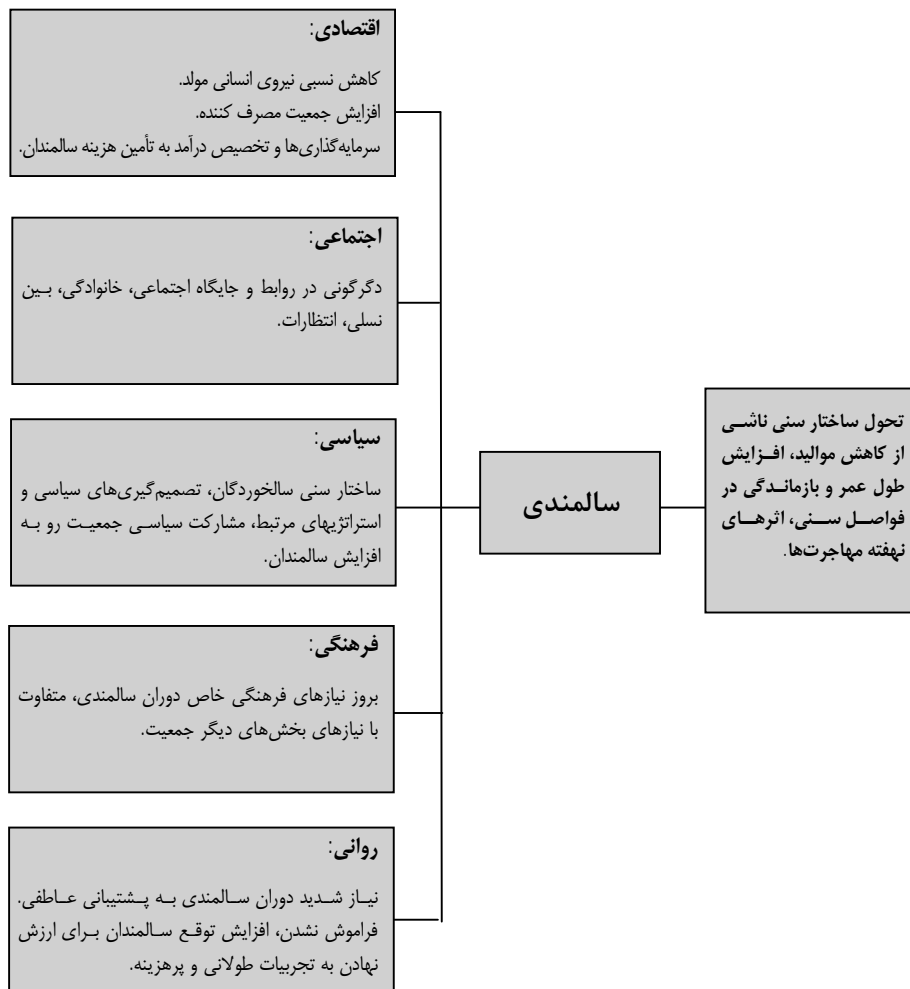 تحول ساختار سنی ناشی
از کاهش موالید، افزایش
طول عمر و بازماندگی در
فواصل سنی، اثرهای
نهفته مهاجرت‌ها.
سالمندی
اقتصادی:
کاهش نسبی نیروی انسانی مولد.
افزایش جمعیت مصرف کننده.
سرمایه‌گذاری‌ها و تخصیص درآمد به تأمین هزینه سالمندان.
اجتماعی:
دگرگونی در روابط و جایگاه اجتماعی، خانوادگی، بین
نسلی، انتظارات.
سیاسی:
ساختار سنی سالخوردگان، تصمیم‌گیری‌های سیاسی و
استراتژیهای مرتبط، مشارکت سیاسی جمعیت رو به
افزایش سالمندان.
فرهنگی:
بروز نیازهای فرهنگی خاص دوران سالمندی، متفاوت
با نیازهای بخش‌های دیگر جمعیت.
روانی:
نیاز شدید دوران سالمندی به پشتیبانی عاطفی.
فراموش نشدن، افزایش توقع سالمندان برای ارزش
نهادن به تجربیات طولانی و پرهزینه.